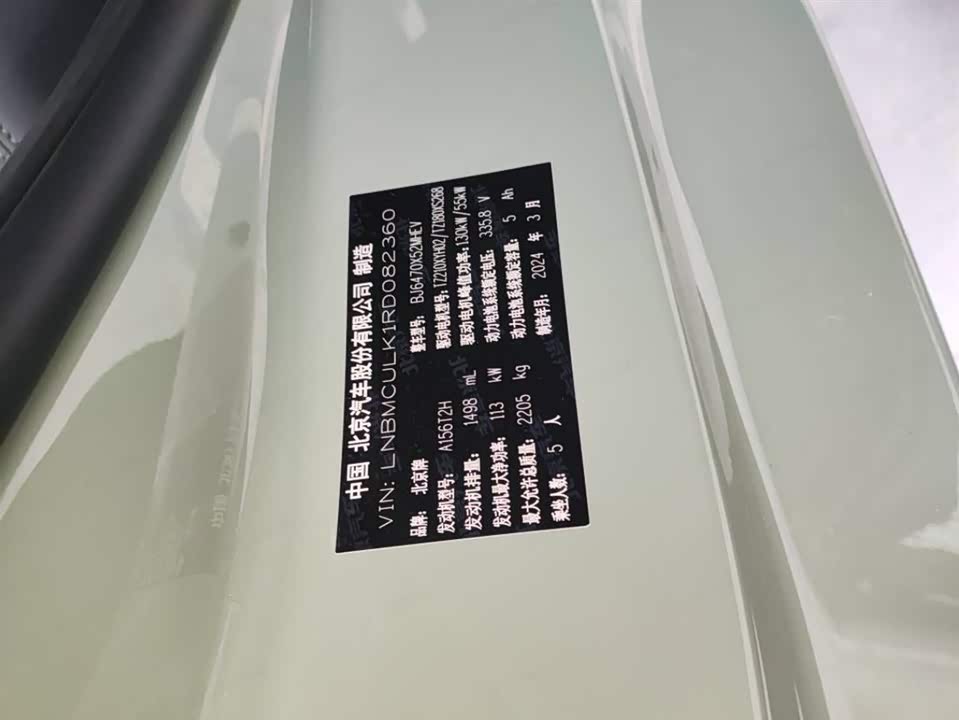 中国 北京汽车股份有限公司 制造
VIN: LNBMCULK1RD082360
品牌: 北京牌 整车型号: BJ6470X52MHEV
发动机型号: A156T2H 驱动电机型号: TZ210XYH02/TZ180XS268
发动机排量: 1498 mL 驱动电机峰值功率: 130kW/55kW
发动机最大净功率: 113 kW 动力电池系统额定电压: 335.8 V
最大允许总质量: 2205 kg 动力电池系统额定容量: 5 Ah
乘坐人数: 5 人 制造年月: 2024 年 3 月